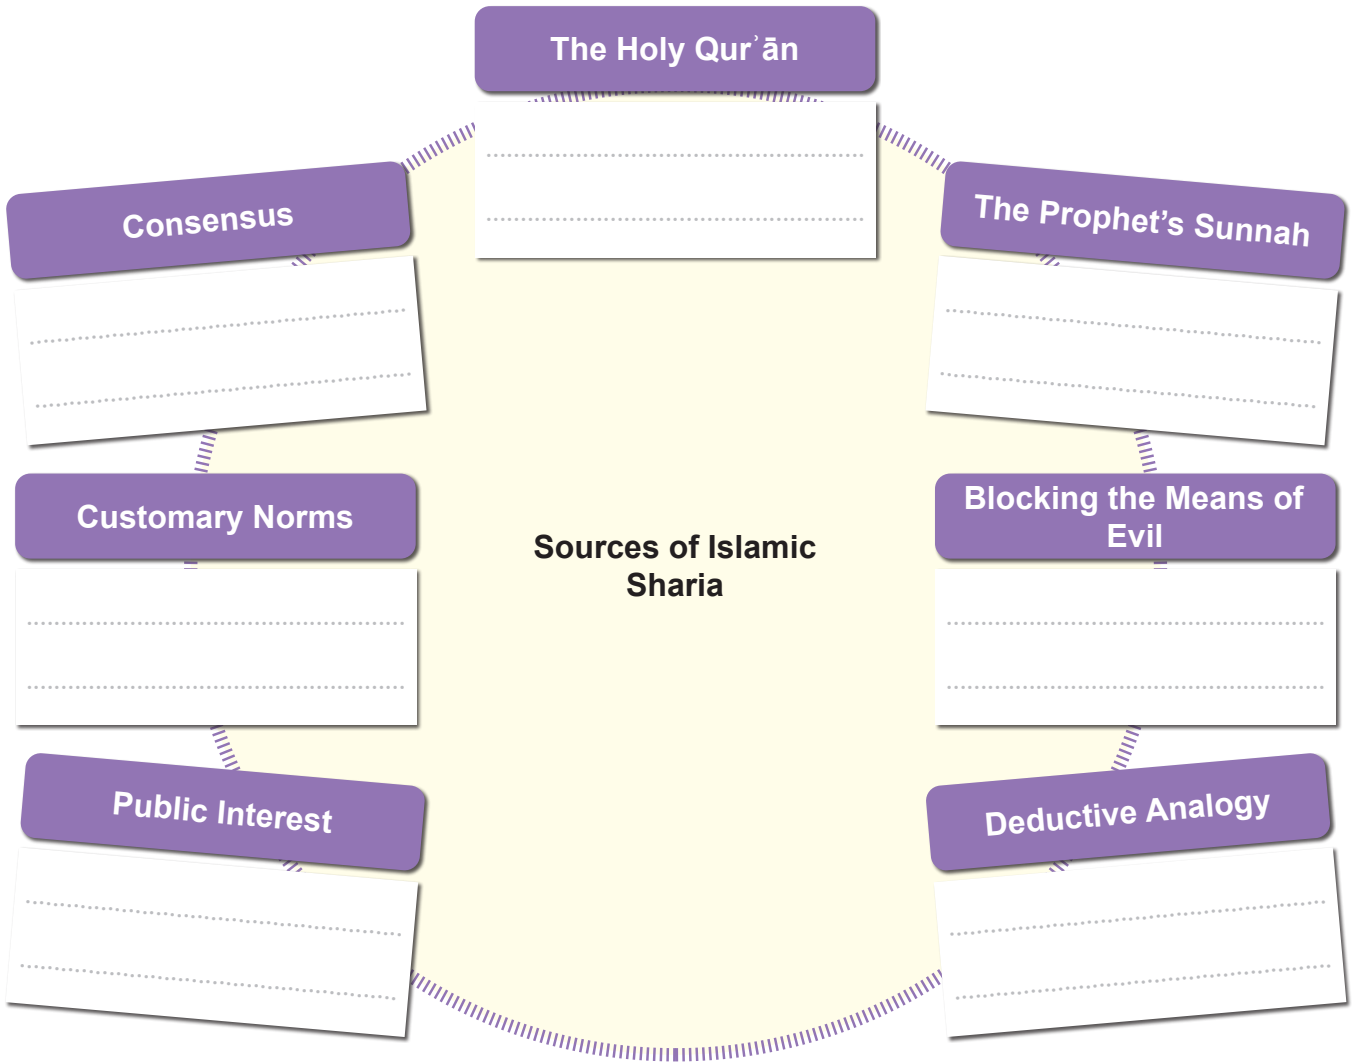 The Holy Qurʾān
Consensus
The Prophet’s Sunnah
Customary Norms
Blocking the Means of
Evil
Sources of Islamic
Sharia
Public Interest
Deductive Analogy